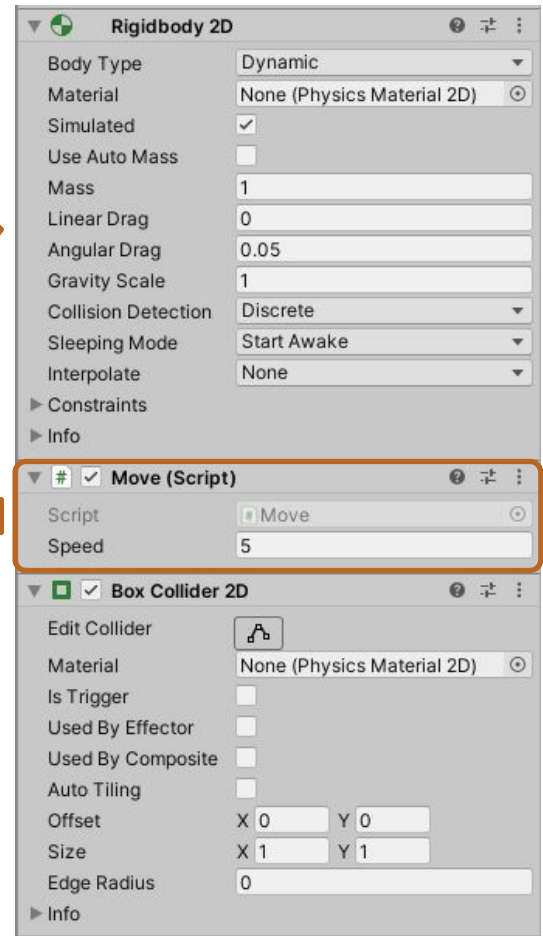 Rigidbody 2D
Body Type Dynamic
Material None (Physics Material 2D)
Simulated
Use Auto Mass
Mass 1
Linear Drag 0
Angular Drag 0.05
Gravity Scale 1
Collision Detection Discrete
Sleeping Mode Start Awake
Interpolate None
Constraints
Info
# Move (Script)
Script # Move
Speed 5
Box Collider 2D
Edit Collider
Material None (Physics Material 2D)
Is Trigger
Used By Effector
Used By Composite
Auto Tiling
Offset X 0 Y 0
Size X 1 Y 1
Edge Radius 0
Info